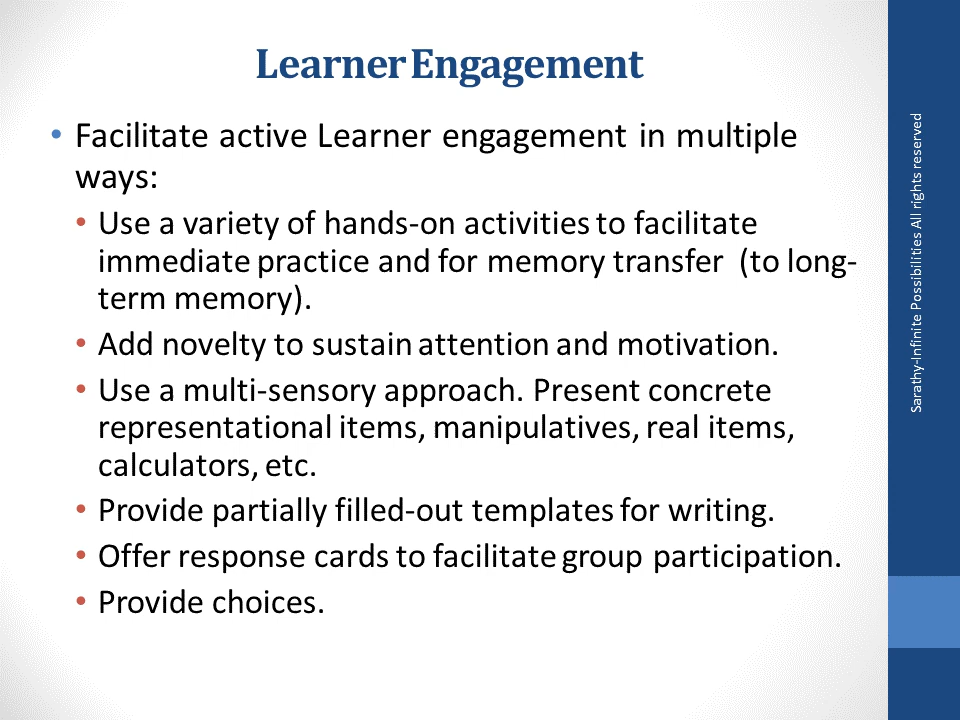 Learner Engagement
• Facilitate active Learner engagement in multiple
ways:
• Use a variety of hands-on activities to facilitate
immediate practice and for memory transfer (to long-
term memory).
• Add novelty to sustain attention and motivation.
• Use a multi-sensory approach. Present concrete
representational items, manipulatives, real items,
calculators, etc.
• Provide partially filled-out templates for writing.
• Offer response cards to facilitate group participation.
• Provide choices.
Sarathy-Infinite Possibilities All rights reserved